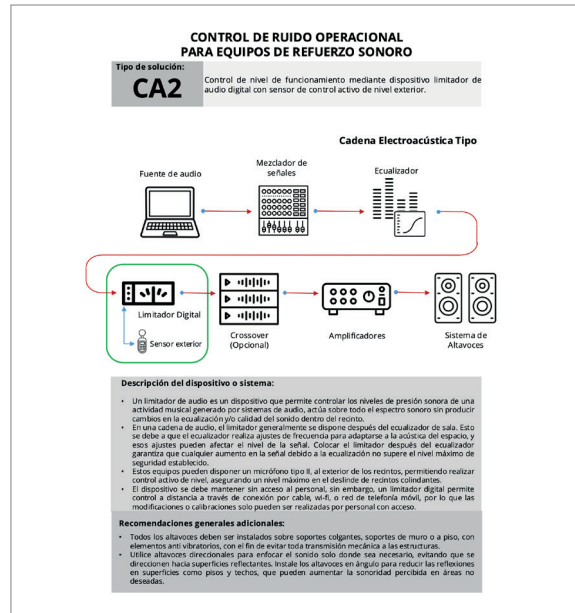 CONTROL DE RUIDO OPERACIONAL
PARA EQUIPOS DE REFUERZO SONORO
Tipo de solución:
CA2
Control de nivel de funcionamiento mediante dispositivo limitador de
audio digital con sensor de control activo de nivel exterior.
Cadena Electroacústica Tipo
Fuente de audio
Mezclador de
señales
Ecualizador
Limitador Digital
Sensor exterior
Crossover
(Opcional)
Amplificadores
Sistema de
Altavoces
Descripción del dispositivo o sistema:
• Un limitador de audio es un dispositivo que permite controlar los niveles de presión sonora de una
actividad musical generado por sistemas de audio, actúa sobre todo el espectro sonoro sin producir
cambios en la ecualización y/o calidad del sonido dentro del recinto.
• En una cadena de audio, el limitador generalmente se dispone después del ecualizador de sala. Esto
se debe a que el ecualizador realiza ajustes de frecuencia para adaptarse a la acústica del espacio, y
esos ajustes pueden afectar el nivel de la señal. Colocar el limitador después del ecualizador
garantiza que cualquier aumento en la señal debido a la ecualización no supere el nivel máximo de
seguridad establecido.
• Estos equipos pueden disponer un micrófono tipo II, al exterior de los recintos, permitiendo realizar
control activo de nivel, asegurando un nivel máximo en el deslinde de recintos colindantes.
• El dispositivo se debe mantener sin acceso al personal, sin embargo, un limitador digital permite
control a distancia a través de conexión por cable, wi-fi, o red de telefonía móvil, por lo que las
modificaciones o calibraciones solo pueden ser realizadas por personal con acceso.
Recomendaciones generales adicionales:
• Todos los altavoces deben ser instalados sobre soportes colgantes, soportes de muro o a piso, con
elementos anti vibratorios, con el fin de evitar toda transmisión mecánica a las estructuras.
• Utilize altavoces direccionales para enfocar el sonido solo donde sea necesario, evitando que se
direccionen hacia superficies reflectantes. Instale los altavoces en ángulo para reducir las reflexiones
en superficies como pisos y techos, que pueden aumentar la sonoridad percibida en áreas no
deseadas.